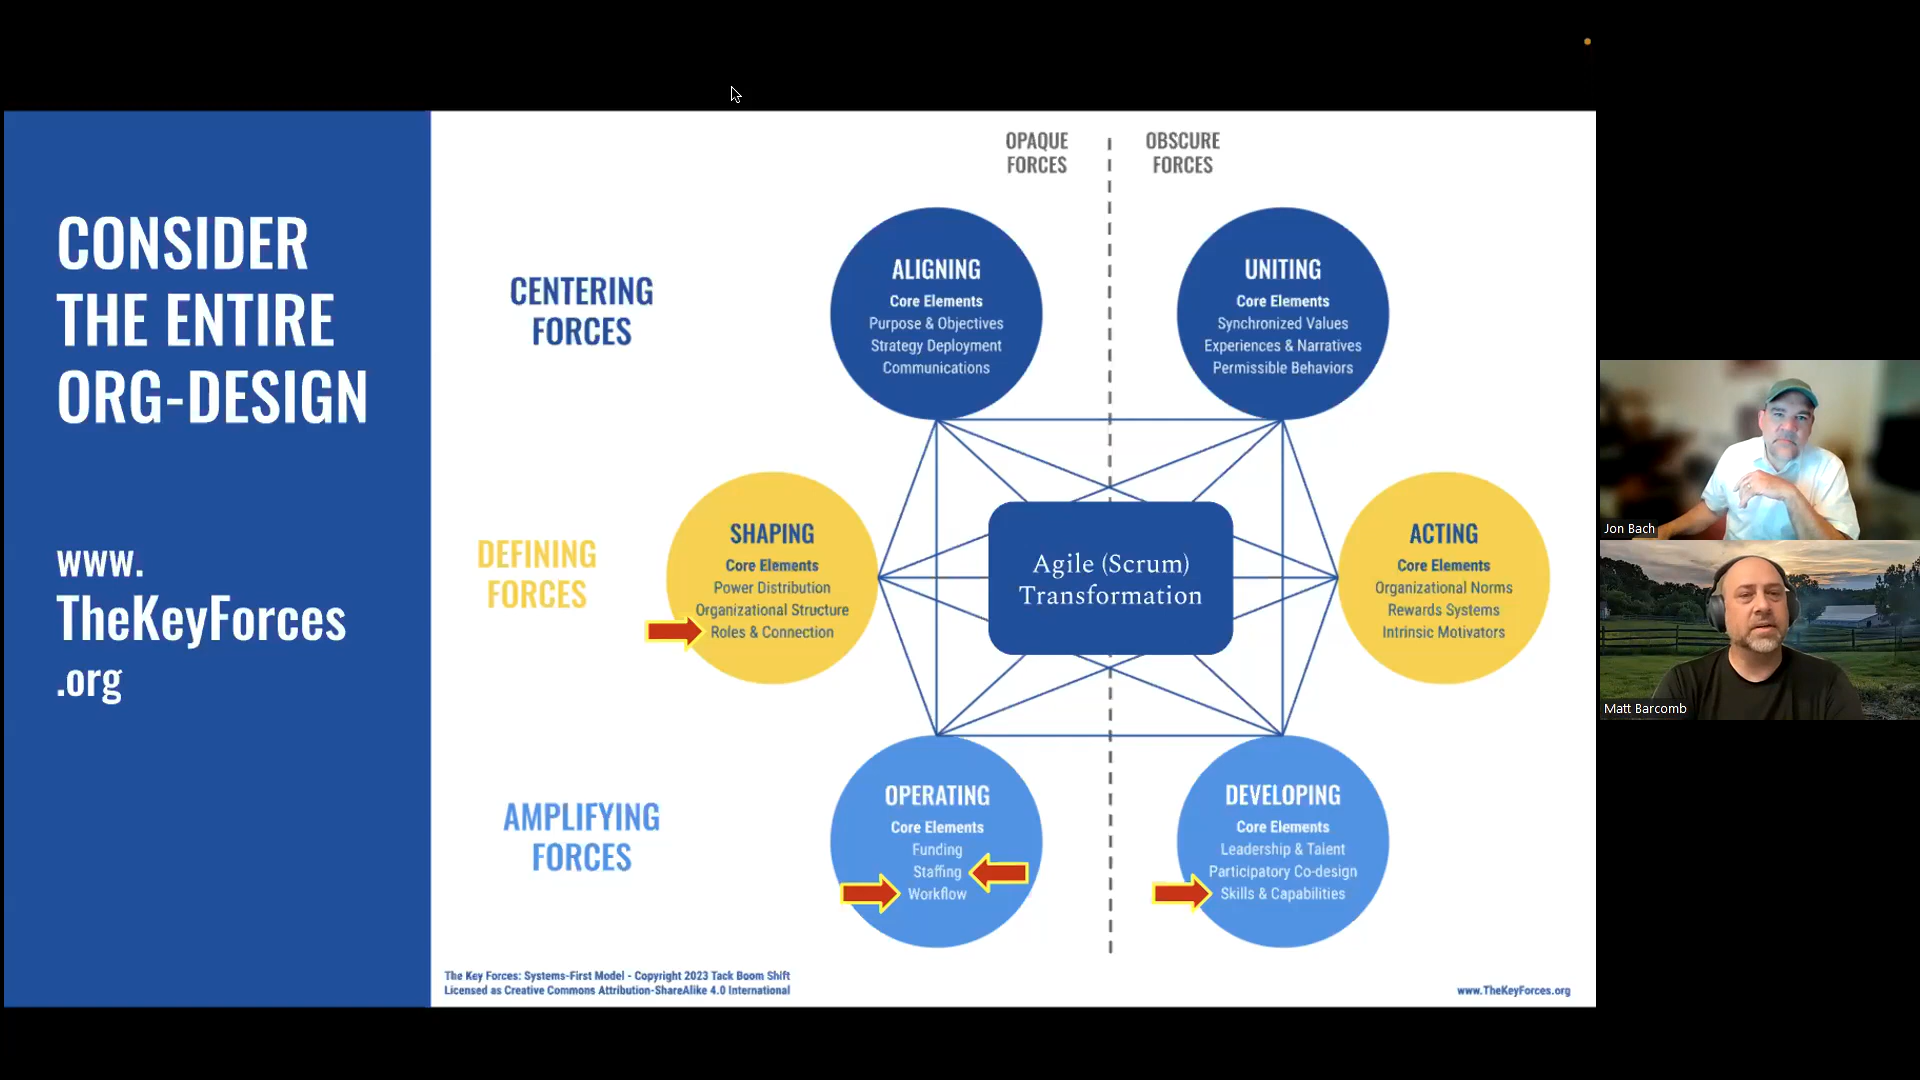 CONSIDER
THE ENTIRE
ORG-DESIGN
www.
TheKeyForces
.org
OPAQUE
FORCES
OBSCURE
FORCES
CENTERING
FORCES
ALIGNING
Core Elements
Purpose & Objectives
Strategy Deployment
Communications
UNITING
Core Elements
Synchronized Values
Experiences & Narratives
Permissible Behaviors
DEFINING
FORCES
SHAPING
Core Elements
Power Distribution
Organizational Structure
Roles & Connection
Agile (Scrum)
Transformation
ACTING
Core Elements
Organizational Norms
Rewards Systems
Intrinsic Motivators
AMPLIFYING
FORCES
OPERATING
Core Elements
Funding
Staffing
Workflow
DEVELOPING
Core Elements
Leadership & Talent
Participatory Co-design
Skills & Capabilities
The Key Forces: Systems-First Model - Copyright 2023 Tack Boom Shift
Licensed as Creative Commons Attribution-ShareAlike 4.0 International
www.TheKeyForces.org
Jon Bach
Matt Barcomb